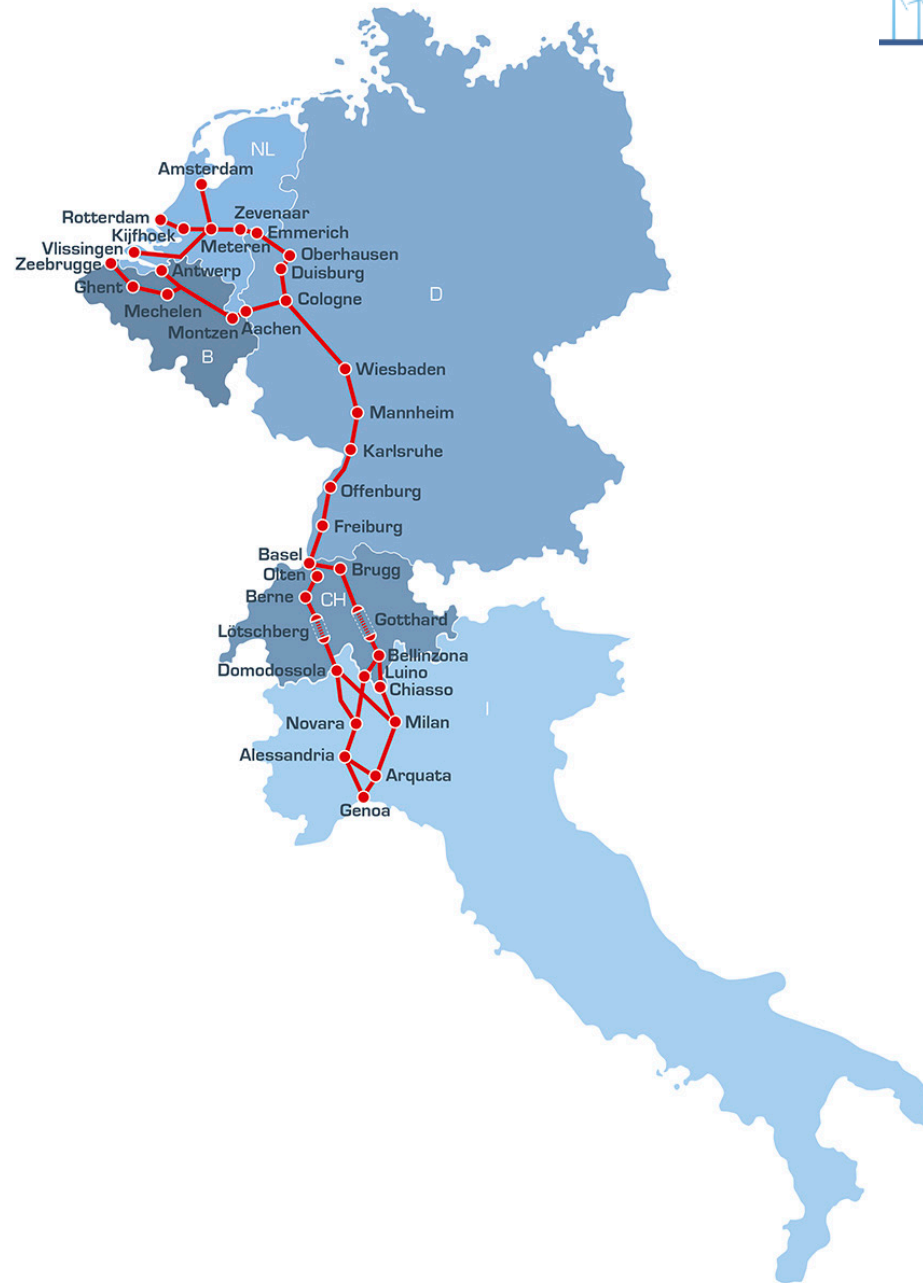 NL
Amsterdam
Rotterdam
Zevenaar
Kijfhoek
Emmerich
Meteren
Vlissingen
Oberhausen
Zeebrugge
Antwerp
Duisburg
Ghent
Cologne
D
Mechelen
Aachen
Montzen
B
Wiesbaden
Mannheim
Karlsruhe
Offenburg
Freiburg
Basel
Brugg
Olten
Berne
CH
Gotthard
Lötschberg
Bellinzona
Domodossola
Luino
Chiasso
I
Novara
Milan
Alessandria
Arquata
Genoa